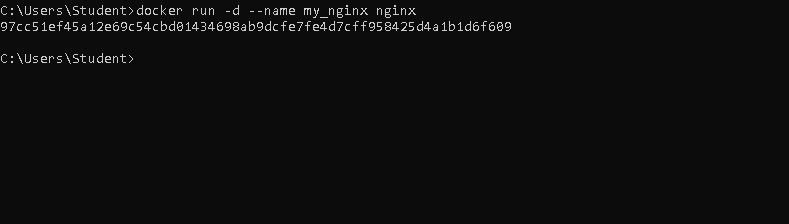 C:\Users\Student>docker run -d --name my_nginx nginx
97cc51ef45a12e69c54cbd01434698ab9dcfe7fe4d7cff958425d4a1b1d6f609
C:\Users\Student>